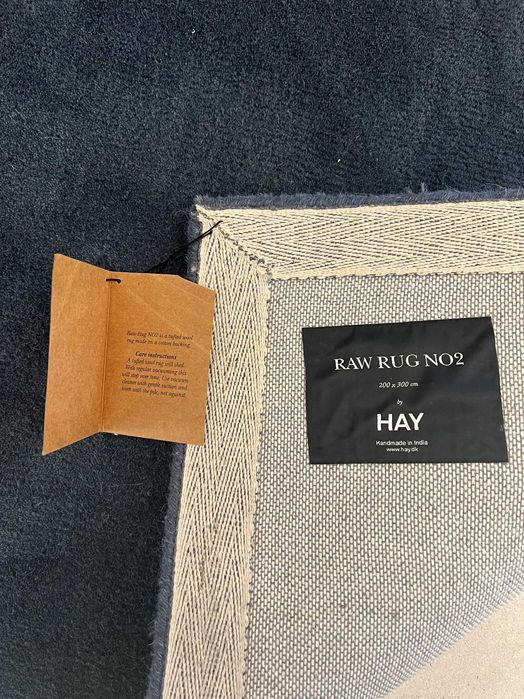 Raw Rug NO2 is a tufted wool
rug made on a cotton backing
Care instructions
A tufted wool rug will shed.
With regular vacuuming this
will stop over time. Use vacuum
cleaner with gentle suction and
work with the pile, not against.
RAW RUG NO2
200 x 300 cm
by
HAY
Handmade in India
www.hay.dk